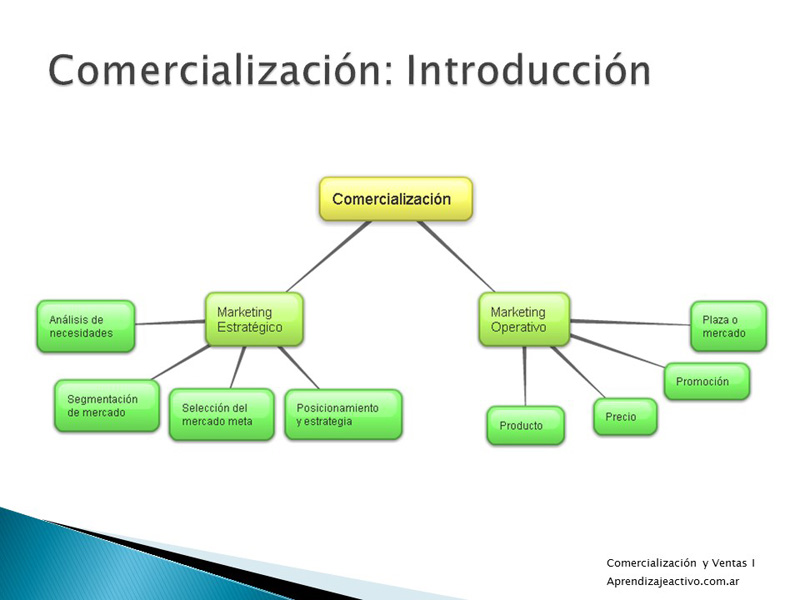 Comercialización: Introducción
Comercialización
Marketing
Estratégico
Marketing
Operativo
Análisis de
necesidades
Segmentación
de mercado
Selección del
mercado meta
Posicionamiento
y estrategia
Producto
Precio
Promoción
Plaza o
mercado
Comercialización y Ventas I
Aprendizajeactivo.com.ar